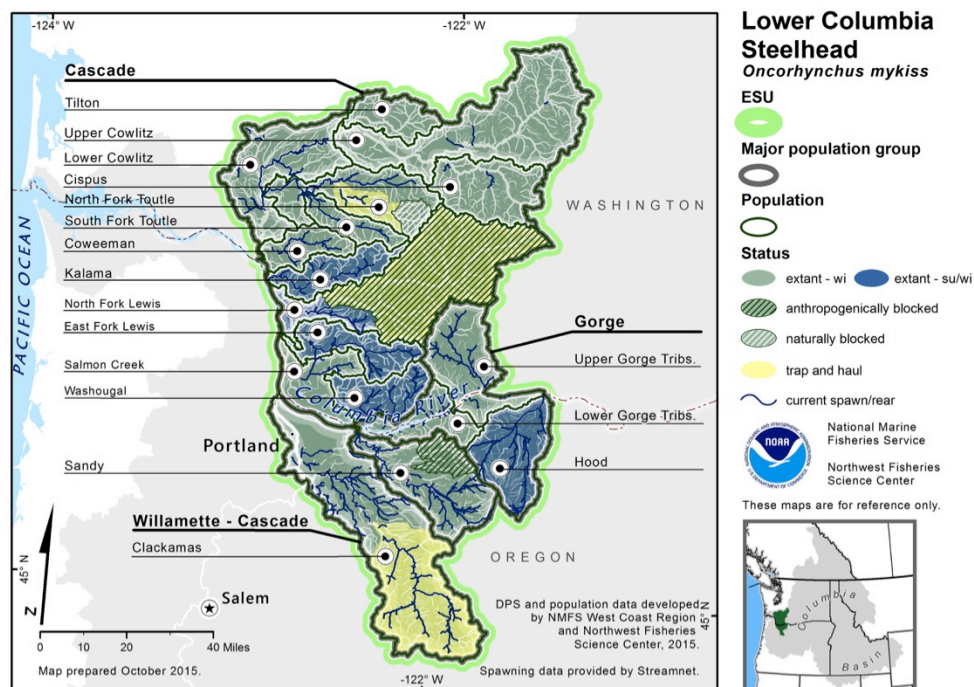 -124° W
-122° W
Cascade
Tilton
Upper Cowlitz
Lower Cowlitz
Cispus
North Fork Toutle
South Fork Toutle
Coweeman
Kalama
North Fork Lewis
East Fork Lewis
Salmon Creek
Washougal
Portland
Sandy
Willamette - Cascade
Clackamas
PACIFIC OCEAN
WASHINGTON
Gorge
Upper Gorge Tribs.
Columbia River
Lower Gorge Tribs.
Hood
OREGON
45° N
N
Salem
0 20 40 Miles
Map prepared October 2015.
-122° W
DPS and population data developed
by NMFS West Coast Region
and Northwest Fisheries
Science Center, 2015.
45° N
Spawning data provided by Streamnet.
Lower Columbia
Steelhead
Oncorhynchus mykiss
ESU
Major population group
Population
Status
extant - wi
extant - su/wi
anthropogenically blocked
naturally blocked
trap and haul
current spawn/rear
NOAA
National Marine
Fisheries Service
Northwest Fisheries
Science Center
These maps are for reference only.
Columbia
Basin